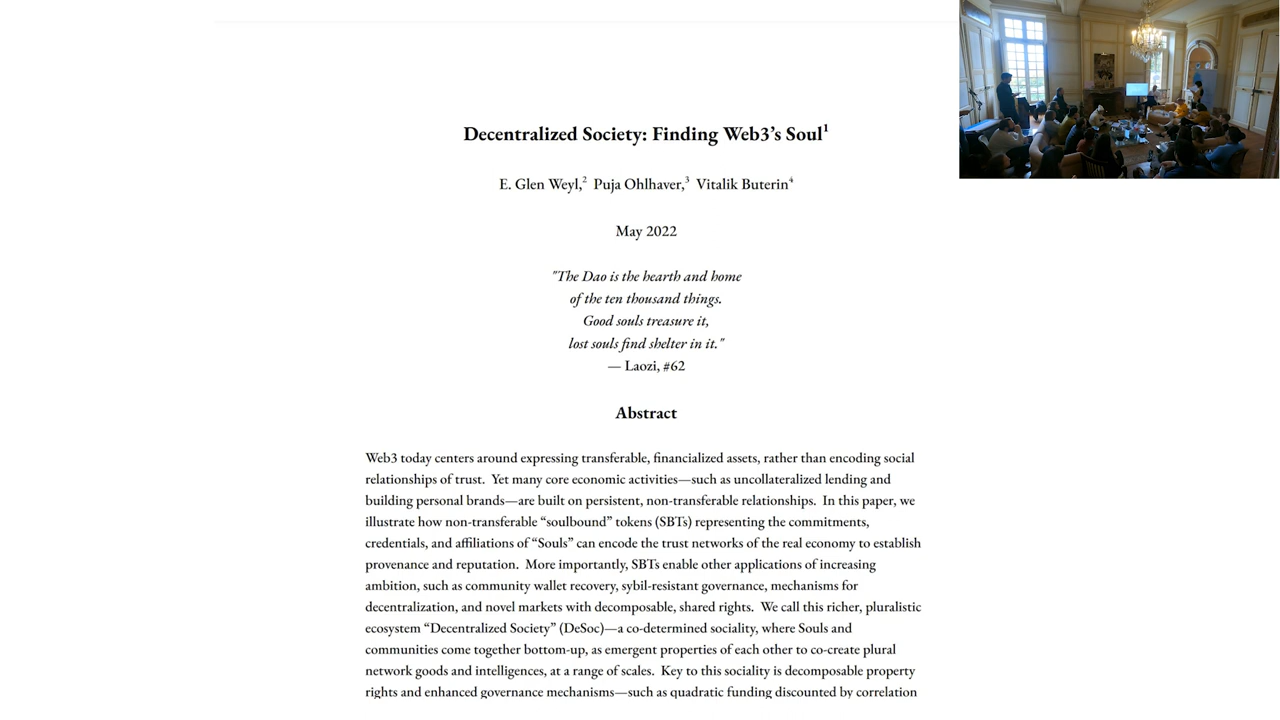 Decentralized Society: Finding Web3’s Soul¹
E. Glen Weyl,² Puja Ohlhaver,³ Vitalik Buterin⁴
May 2022
"The Dao is the hearth and home
of the ten thousand things.
Good souls treasure it,
lost souls find shelter in it."
— Laozi, #62
Abstract
Web3 today centers around expressing transferable, financialized assets, rather than encoding social
relationships of trust. Yet many core economic activities—such as uncollateralized lending and
building personal brands—are built on persistent, non-transferable relationships. In this paper, we
illustrate how non-transferable “soulbound” tokens (SBTs) representing the commitments,
credentials, and affiliations of “Souls” can encode the trust networks of the real economy to establish
provenance and reputation. More importantly, SBTs enable other applications of increasing
ambition, such as community wallet recovery, sybil-resistant governance, mechanisms for
decentralization, and novel markets with decomposable, shared rights. We call this richer, pluralistic
ecosystem “Decentralized Society” (DeSoc)—a co-determined sociality, where Souls and
communities come together bottom-up, as emergent properties of each other to co-create plural
network goods and intelligences, at a range of scales. Key to this sociality is decomposable property
rights and enhanced governance mechanisms—such as quadratic funding discounted by correlation